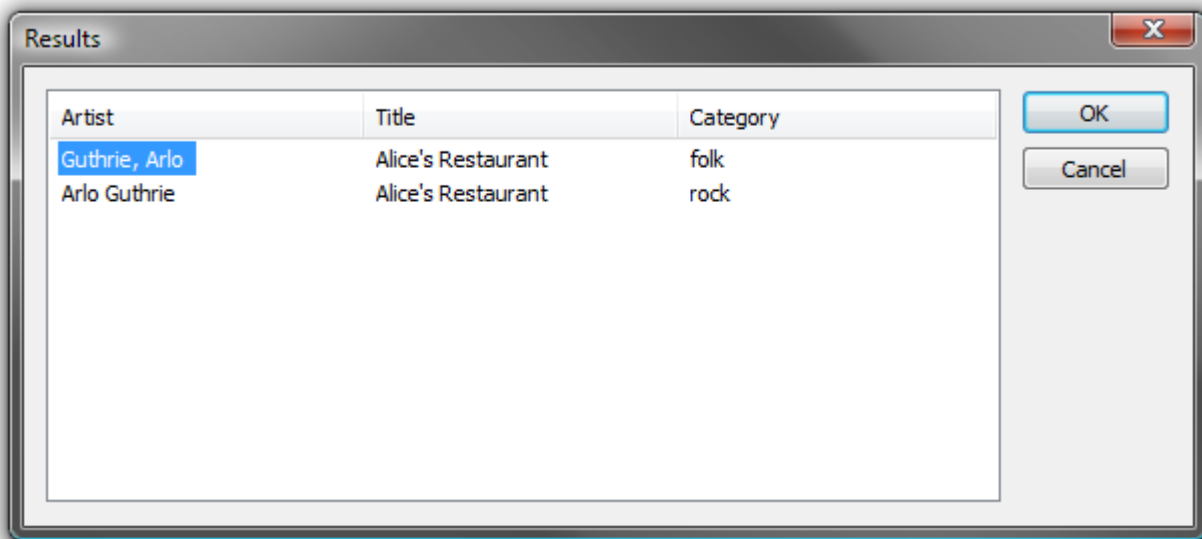 Results
Artist Title Category
Guthrie, Arlo Alice's Restaurant folk
Arlo Guthrie Alice's Restaurant rock
OK
Cancel